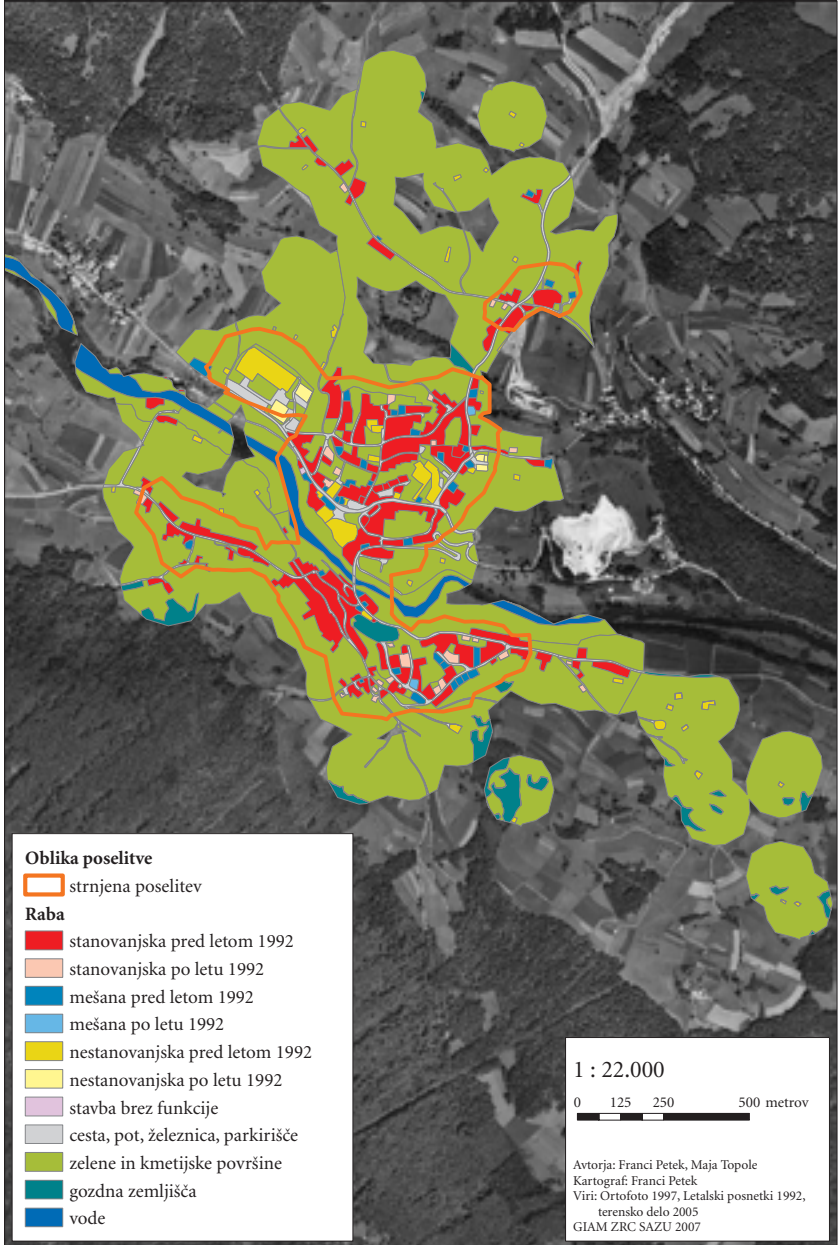 Oblika poselitve
strnjena poselitev
Raba
stanovanjska pred letom 1992
stanovanjska po letu 1992
mešana pred letom 1992
mešana po letu 1992
nestanovanjska pred letom 1992
nestanovanjska po letu 1992
stavba brez funkcije
cesta, pot, železnica, parkirišče
zelene in kmetijske površine
gozdna zemljišča
vode
1 : 22.000
0 125 250 500 metrov
Avtorja: Franci Petek, Maja Topole
Kartograf: Franci Petek
Viri: Ortofoto 1997, Letalski posnetki 1992,
terensko delo 2005
GIAM ZRC SAZU 2007